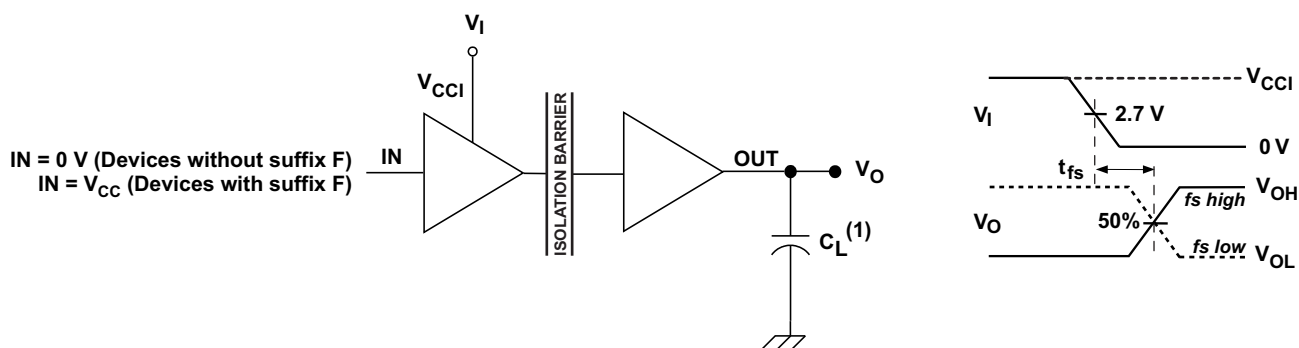 V_I
V_CCI
IN = 0 V (Devices without suffix F)
IN = V_CC (Devices with suffix F)
IN
ISOLATION BARRIER
OUT
V_O
C_L^(1)
V_I
V_CCI
2.7 V
0 V
t_fs
V_O
50%
fs high
V_OH
fs low
V_OL